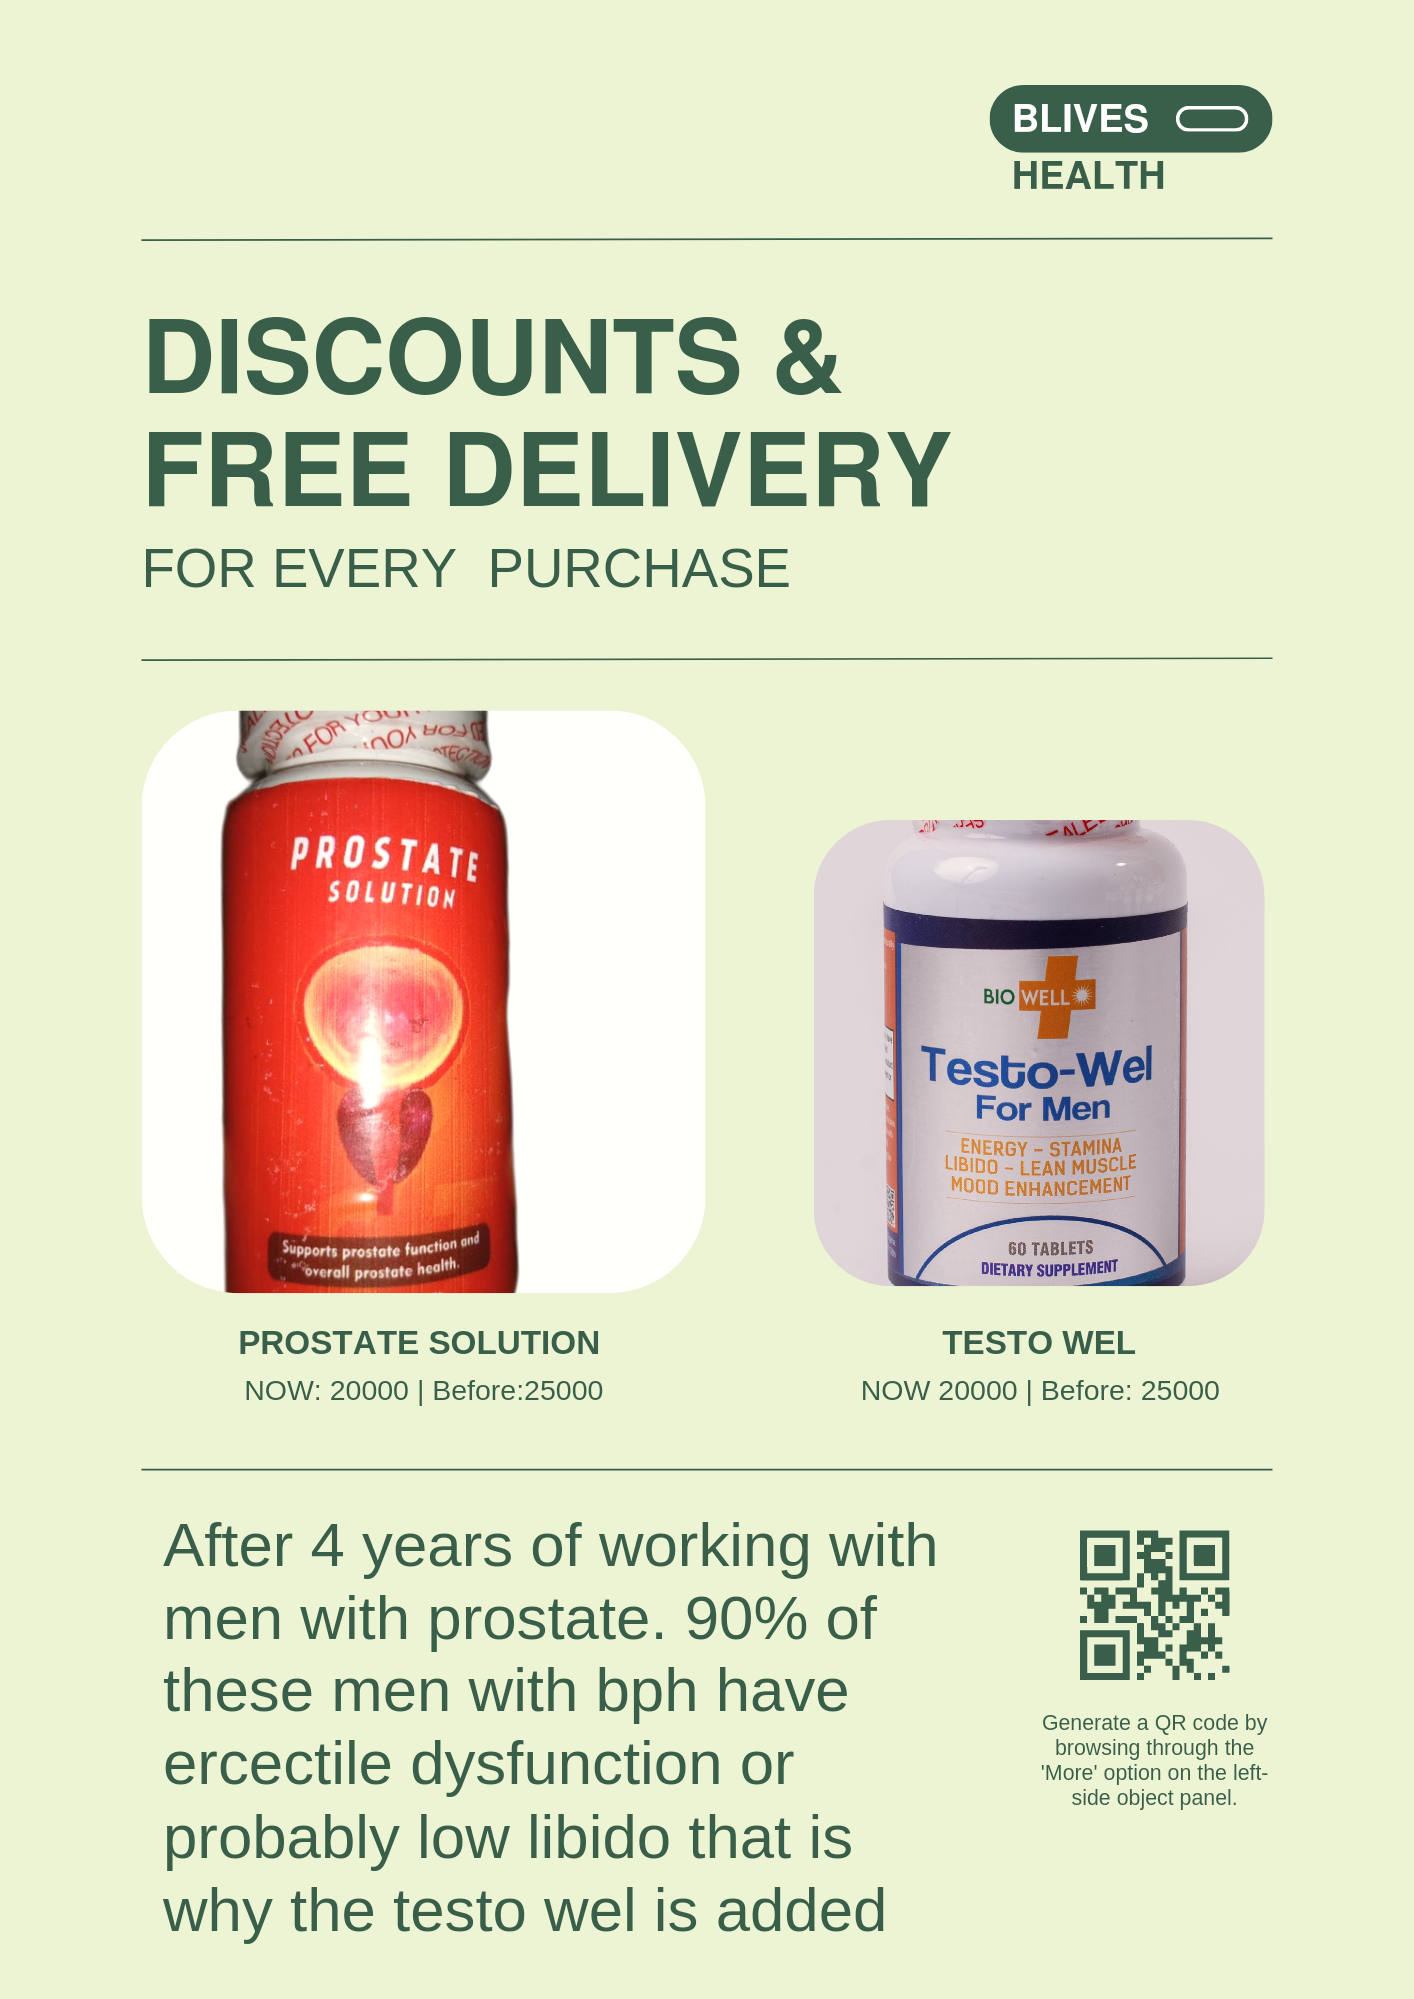 BLIVES
HEALTH
DISCOUNTS &
FREE DELIVERY
FOR EVERY PURCHASE
FOR YOUR
PROSTATE
SOLUTION
Supports prostate function and
overall prostate health.
BIO WELL
Testo-Wel
For Men
ENERGY – STAMINA
LIBIDO – LEAN MUSCLE
MOOD ENHANCEMENT
60 TABLETS
DIETARY SUPPLEMENT
PROSTATE SOLUTION
NOW: 20000 | Before:25000
TESTO WEL
NOW 20000 | Before: 25000
After 4 years of working with
men with prostate. 90% of
these men with bph have
ercectile dysfunction or
probably low libido that is
why the testo wel is added
Generate a QR code by
browsing through the
'More' option on the left-
side object panel.